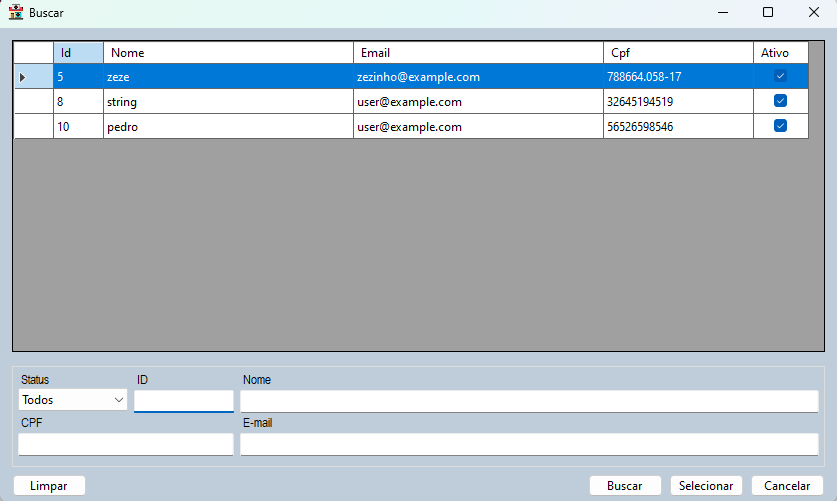 Buscar
Id Nome Email Cpf Ativo
5 zeze zezinho@example.com 788664.058-17
8 string user@example.com 32645194519
10 pedro user@example.com 56526598546
Status ID Nome
Todos
CPF E-mail
Limpar Buscar Selecionar Cancelar